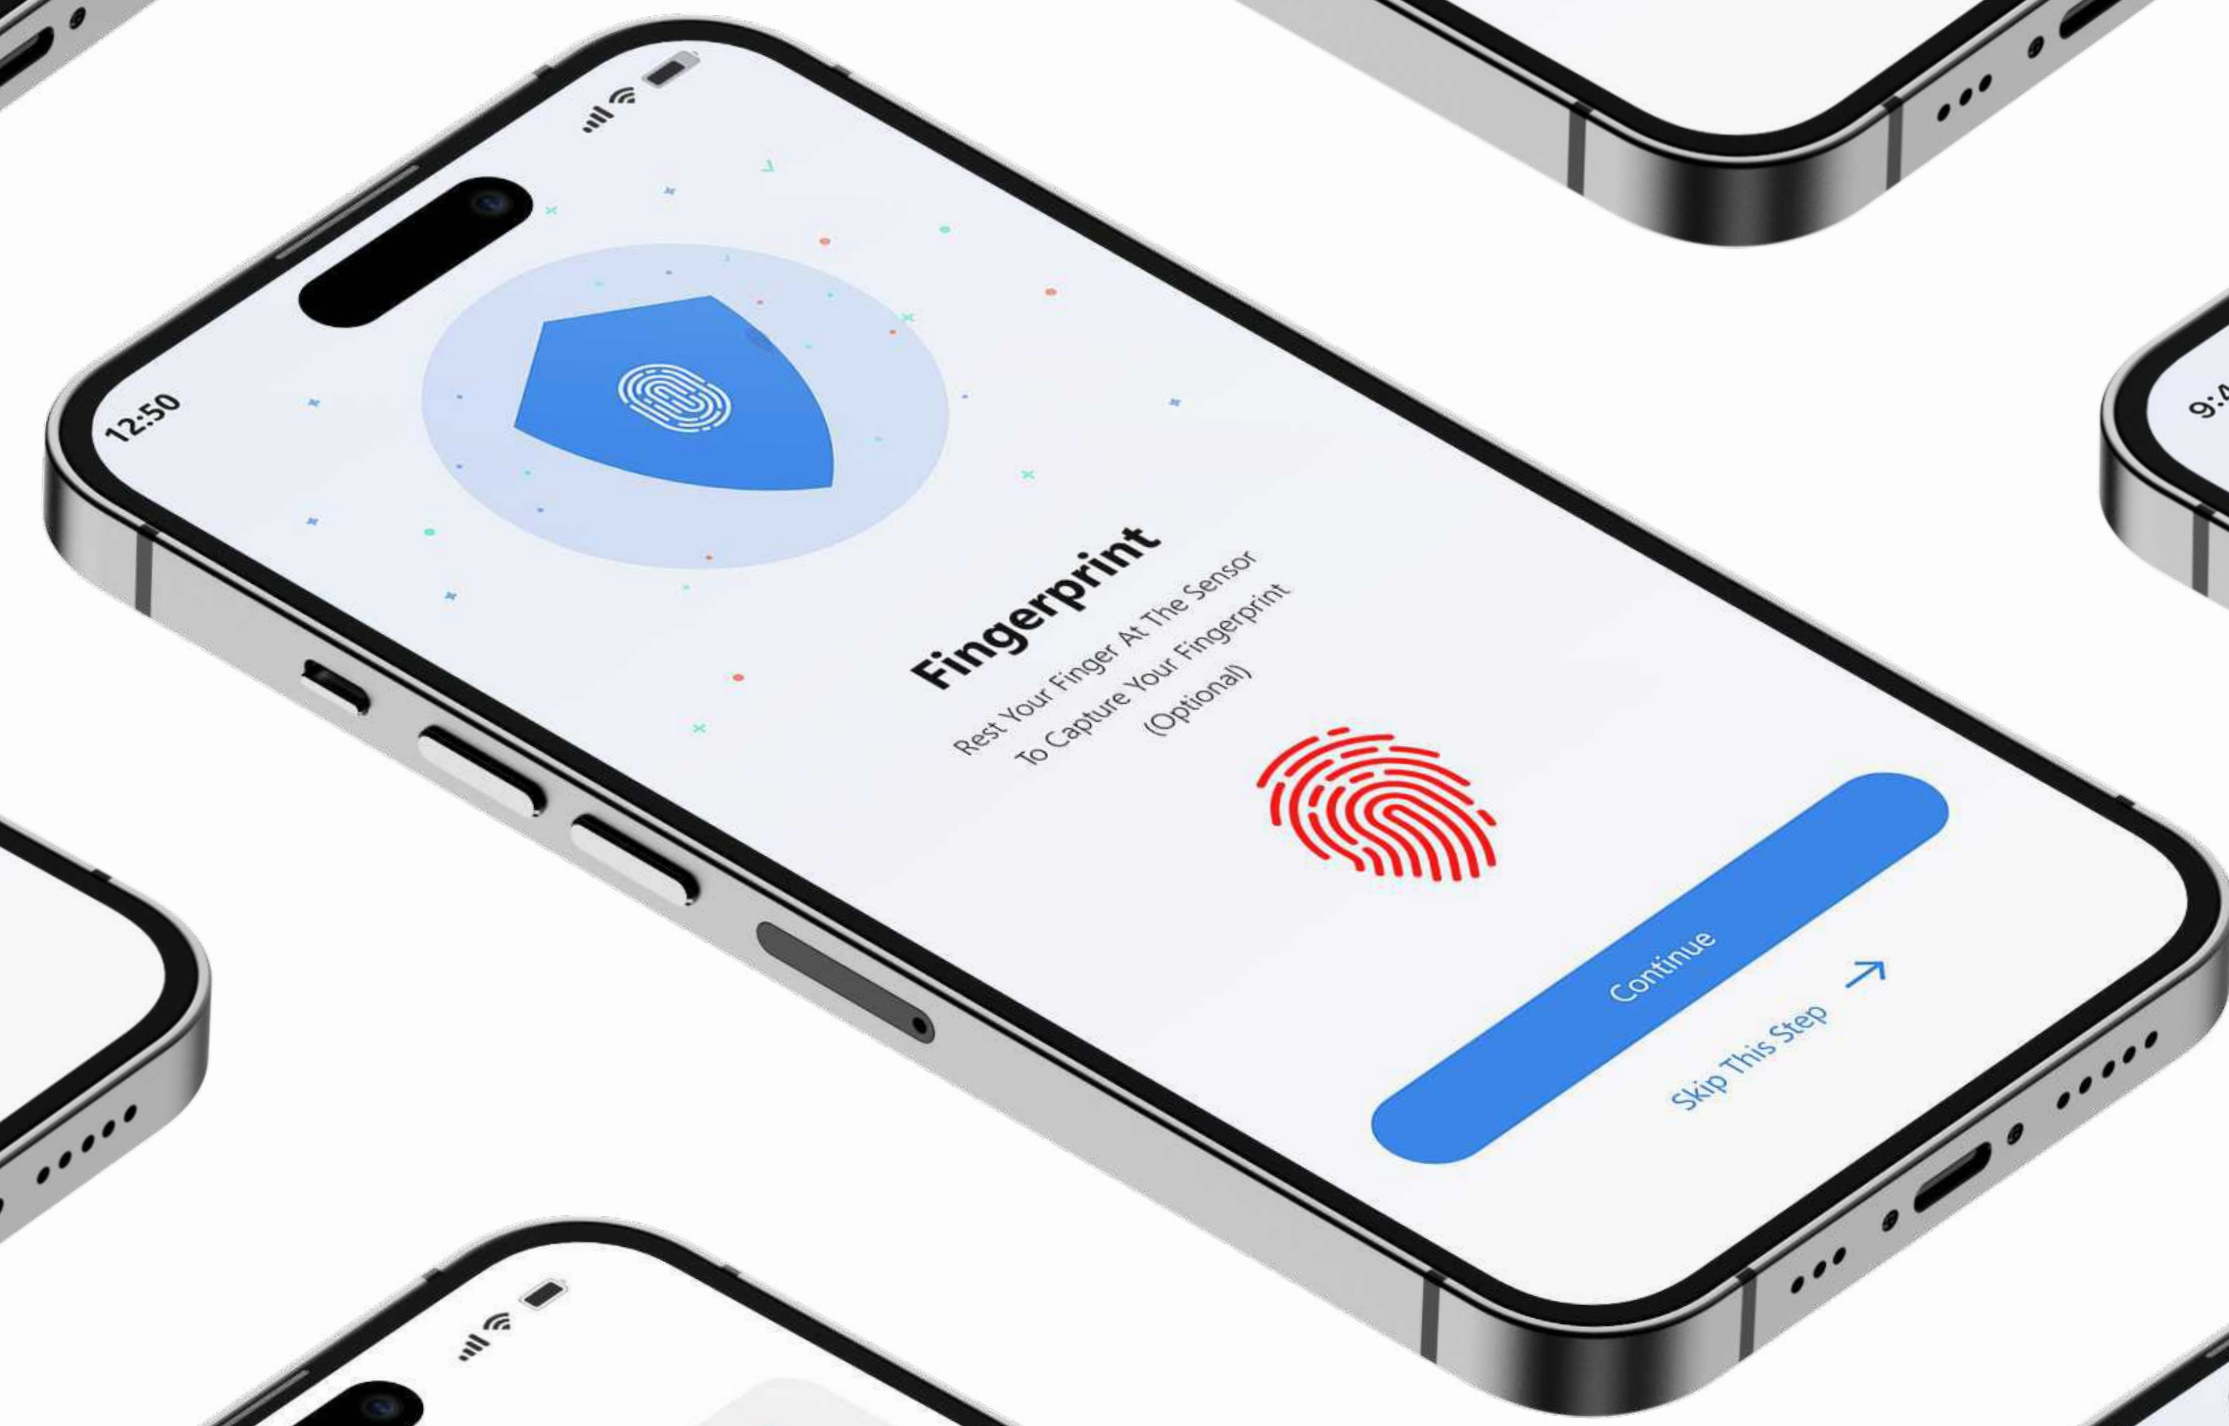 12:50
Fingerprint
Rest Your Finger At The Sensor
To Capture Your Fingerprint
(Optional)
Continue
Skip This Step